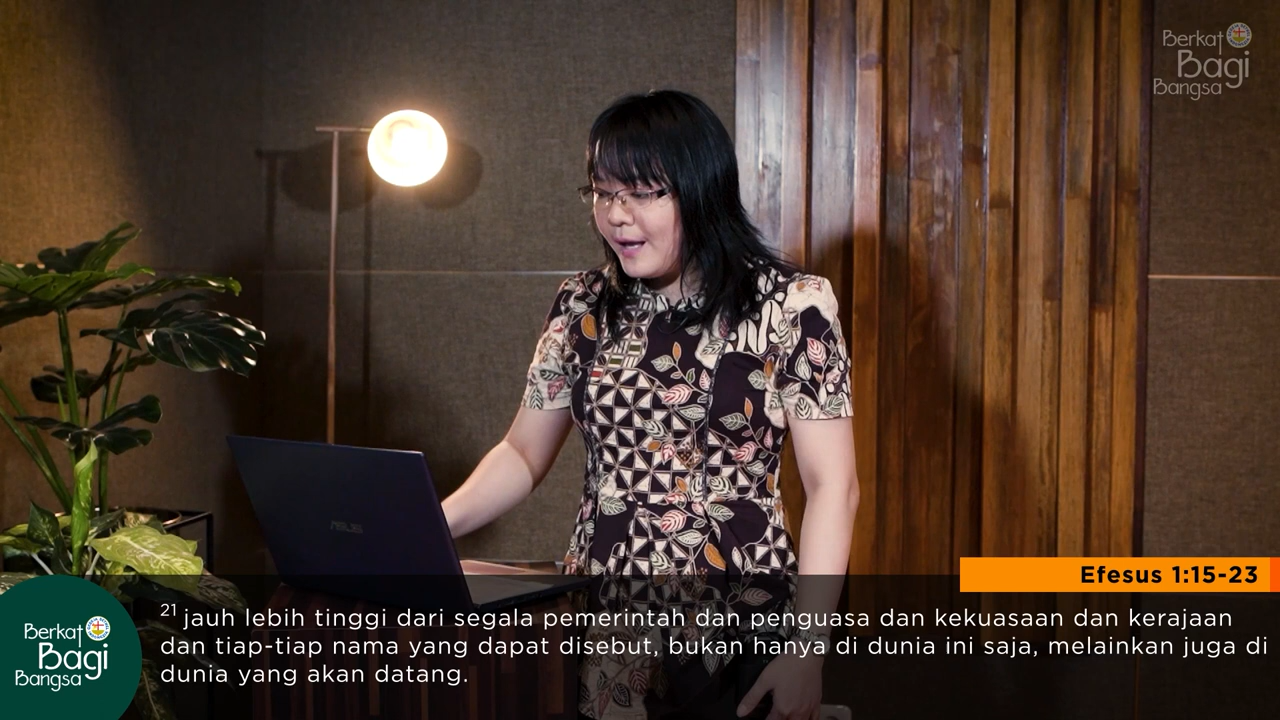 Berkat
Bagi
Bangsa
ASUS
Efesus 1:15-23
21 jauh lebih tinggi dari segala pemerintah dan penguasa dan kekuasaan dan kerajaan
dan tiap-tiap nama yang dapat disebut, bukan hanya di dunia ini saja, melainkan juga di
dunia yang akan datang.
Berkat
Bagi
Bangsa